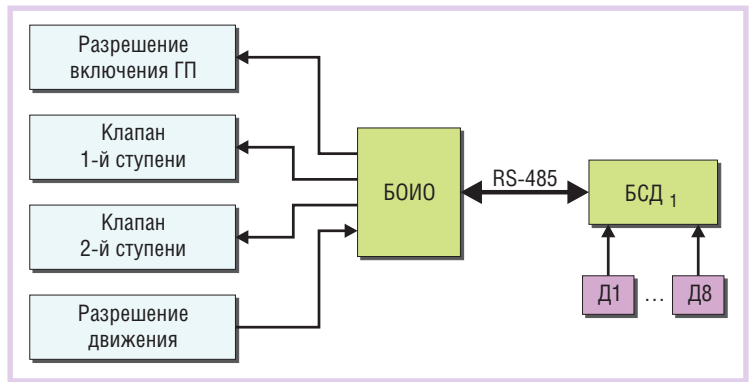 Разрешение
включения ГП
Клапан
1-й ступени
Клапан
2-й ступени
Разрешение
движения
БОИО
RS-485
БСД 1
Д1 ... Д8